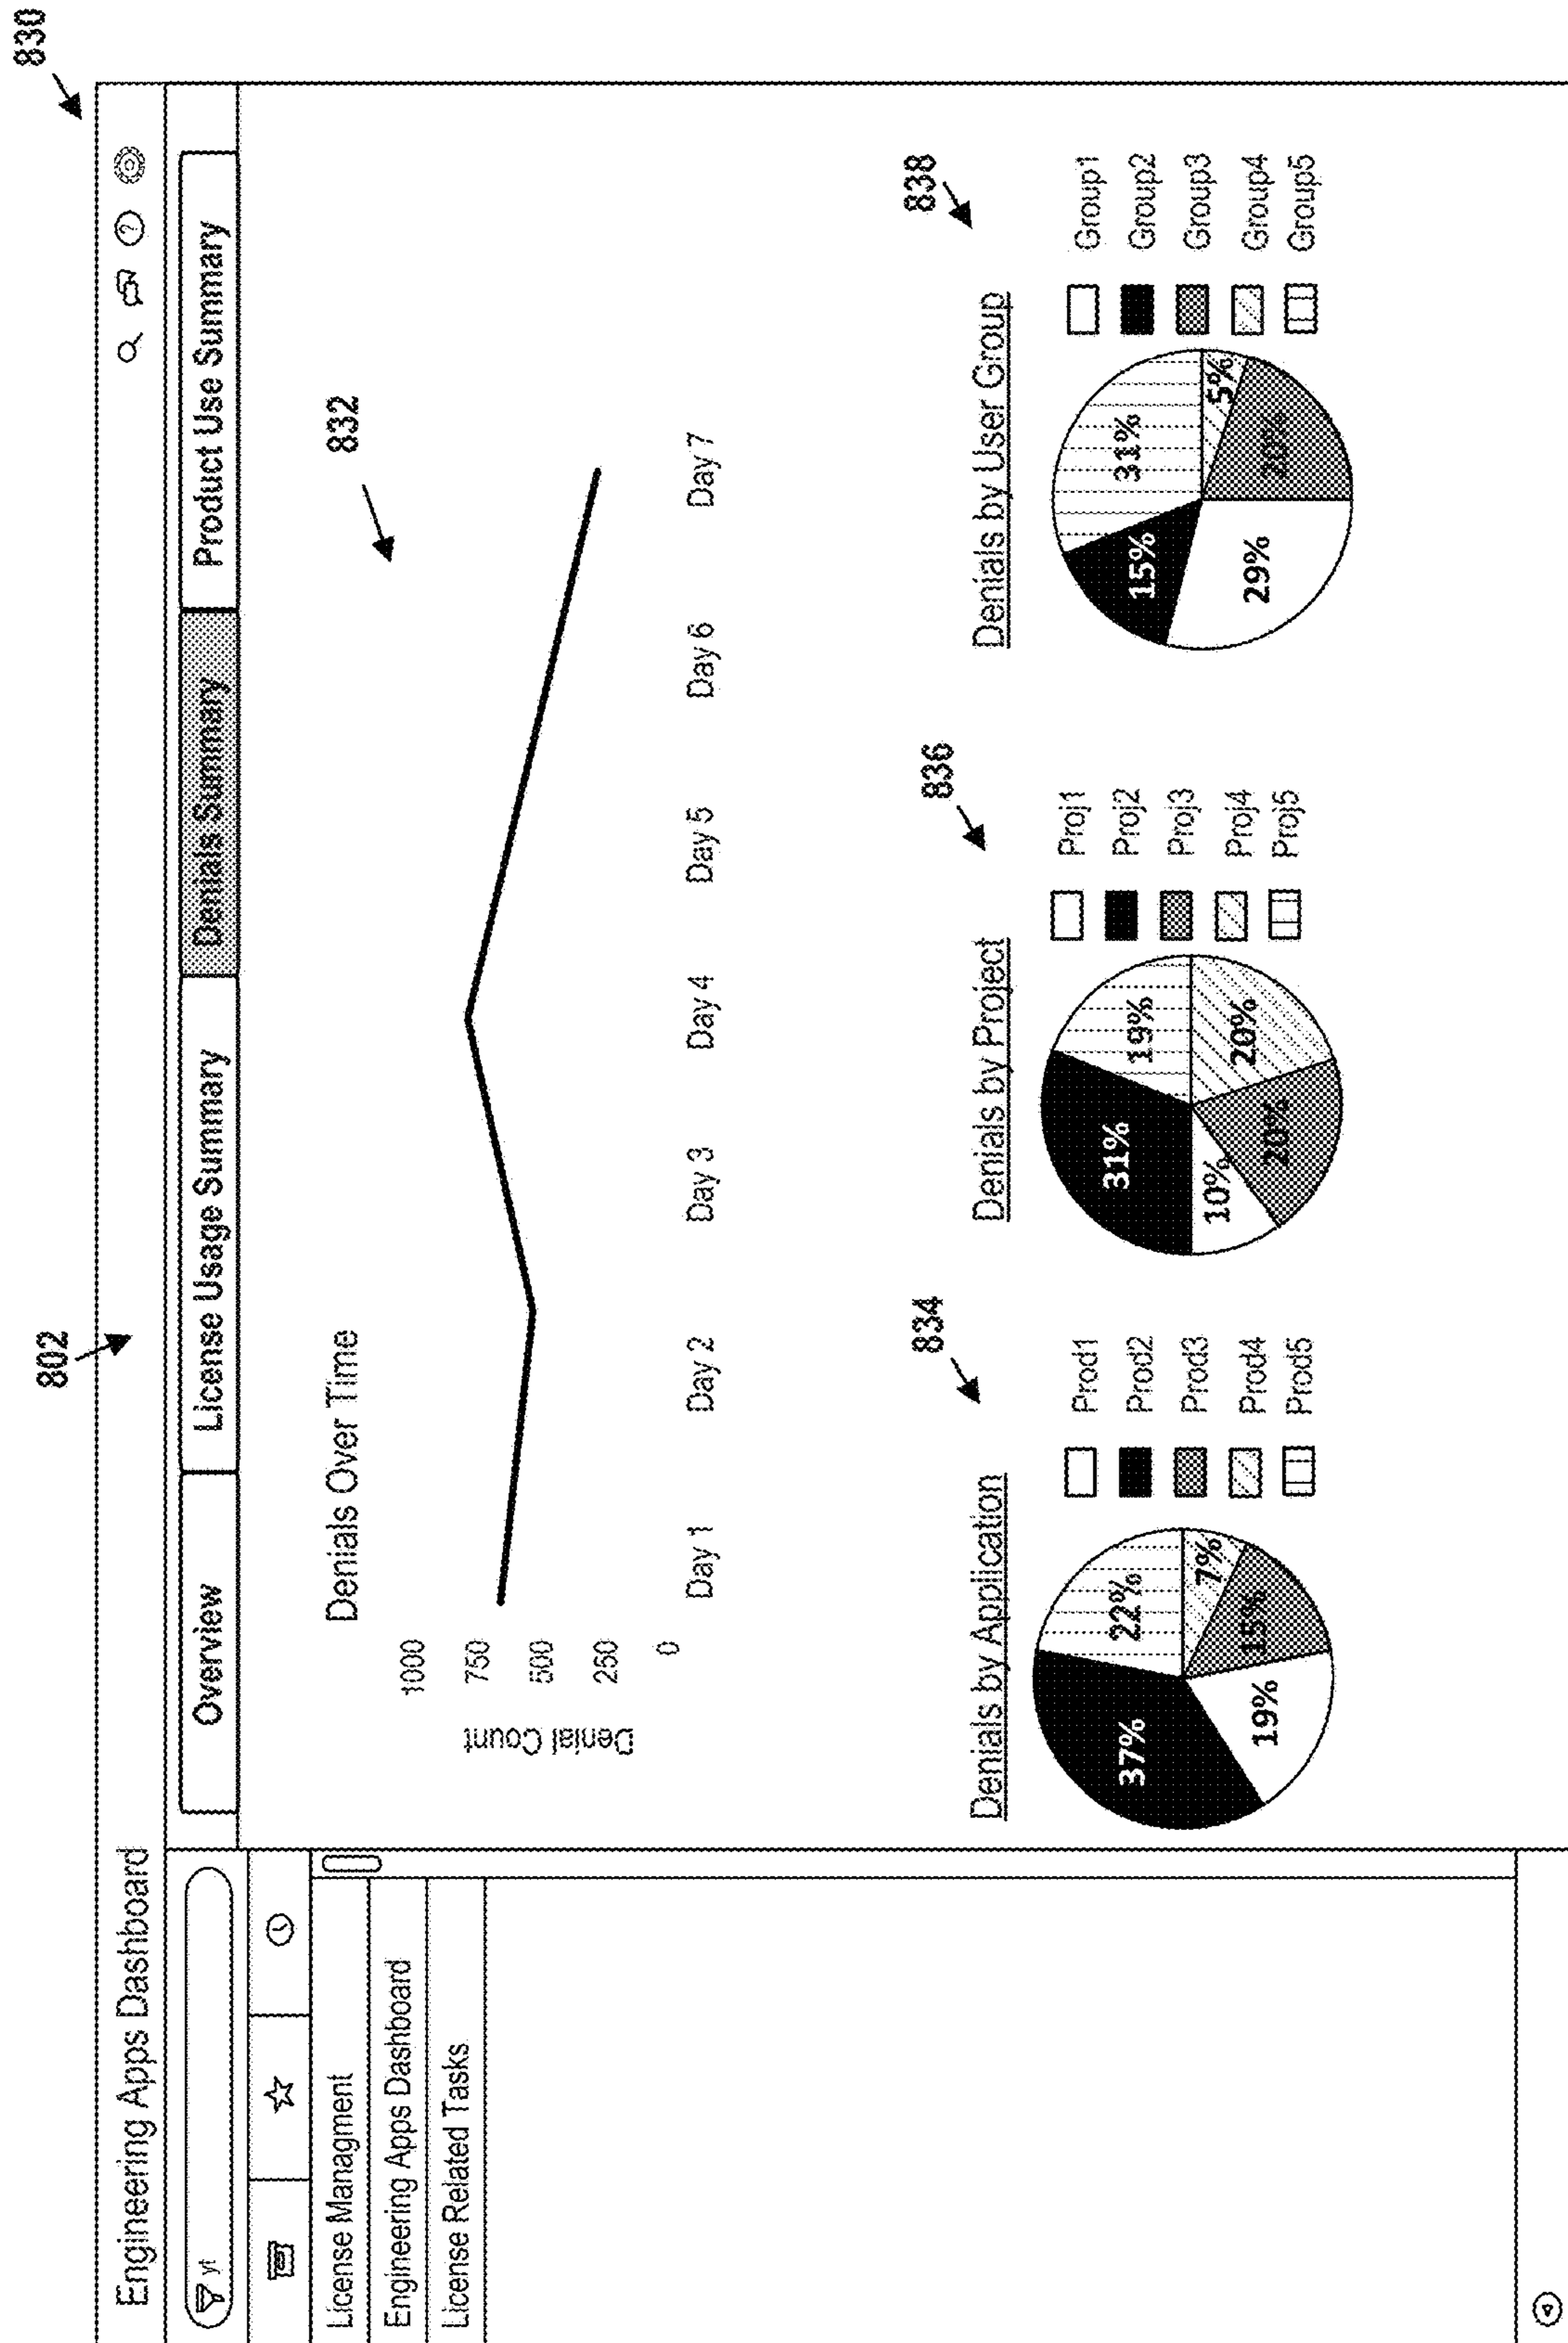 830
802
Engineering Apps Dashboard
yt
Overview
License Usage Summary
Denials Summary
Product Use Summary
License Managment
Engineering Apps Dashboard
License Related Tasks
Denials Over Time
832
Denial Count
1000
750
500
250
0
Day 1
Day 2
Day 3
Day 4
Day 5
Day 6
Day 7
834
Denials by Application
37%
22%
7%
15%
19%
Prod1
Prod2
Prod3
Prod4
Prod5
836
Denials by Project
31%
19%
20%
20%
10%
Proj1
Proj2
Proj3
Proj4
Proj5
838
Denials by User Group
15%
31%
5%
20%
29%
Group1
Group2
Group3
Group4
Group5